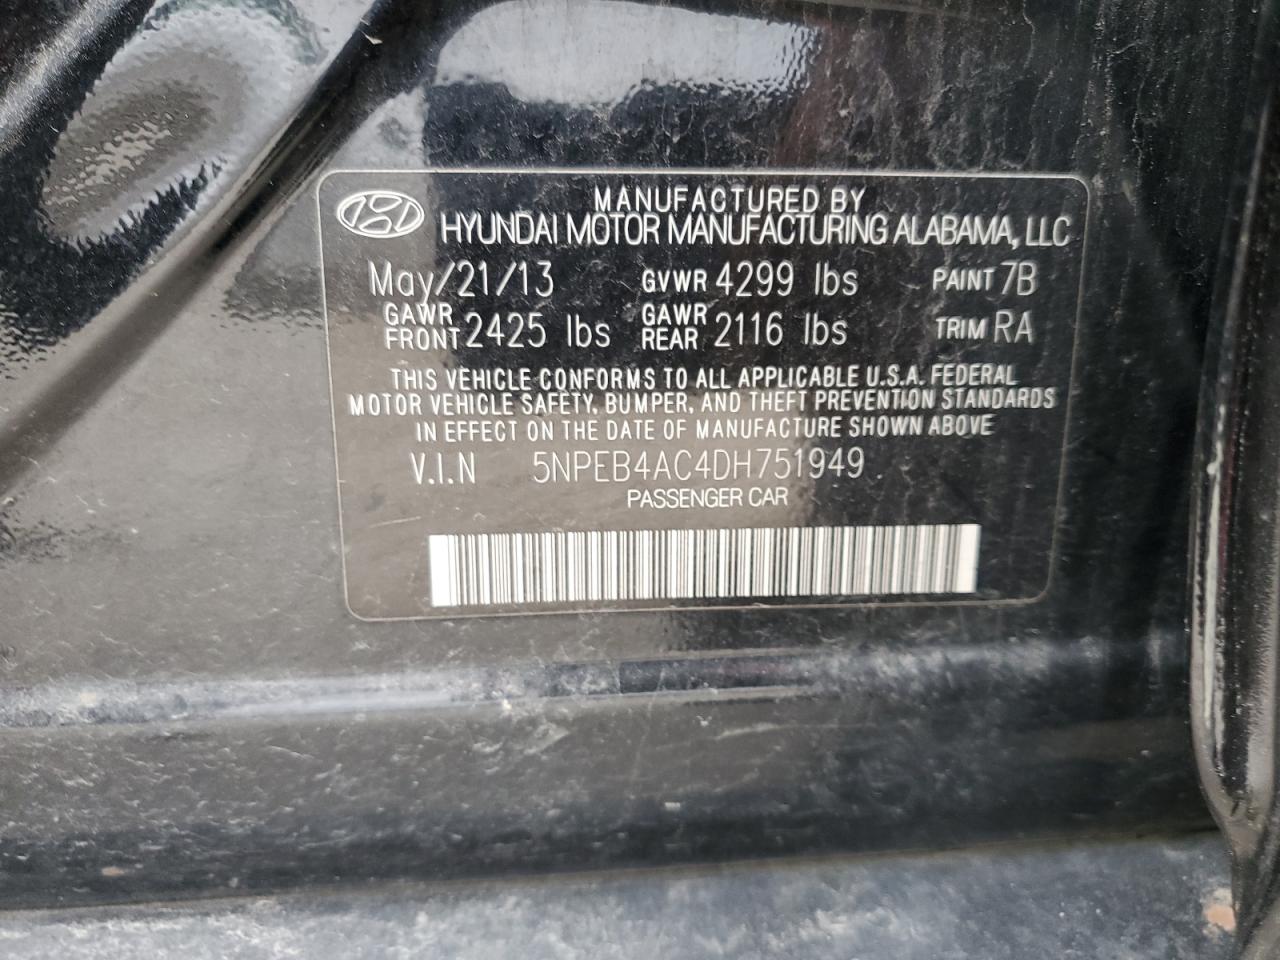 MANUFACTURED BY
HYUNDAI MOTOR MANUFACTURING ALABAMA, LLC
May/21/13 GVWR 4299 lbs PAINT 7B
GAWR FRONT 2425 lbs GAWR REAR 2116 lbs TRIM RA
THIS VEHICLE CONFORMS TO ALL APPLICABLE U.S.A. FEDERAL
MOTOR VEHICLE SAFETY, BUMPER, AND THEFT PREVENTION STANDARDS
IN EFFECT ON THE DATE OF MANUFACTURE SHOWN ABOVE
V.I.N 5NPEB4AC4DH751949
PASSENGER CAR